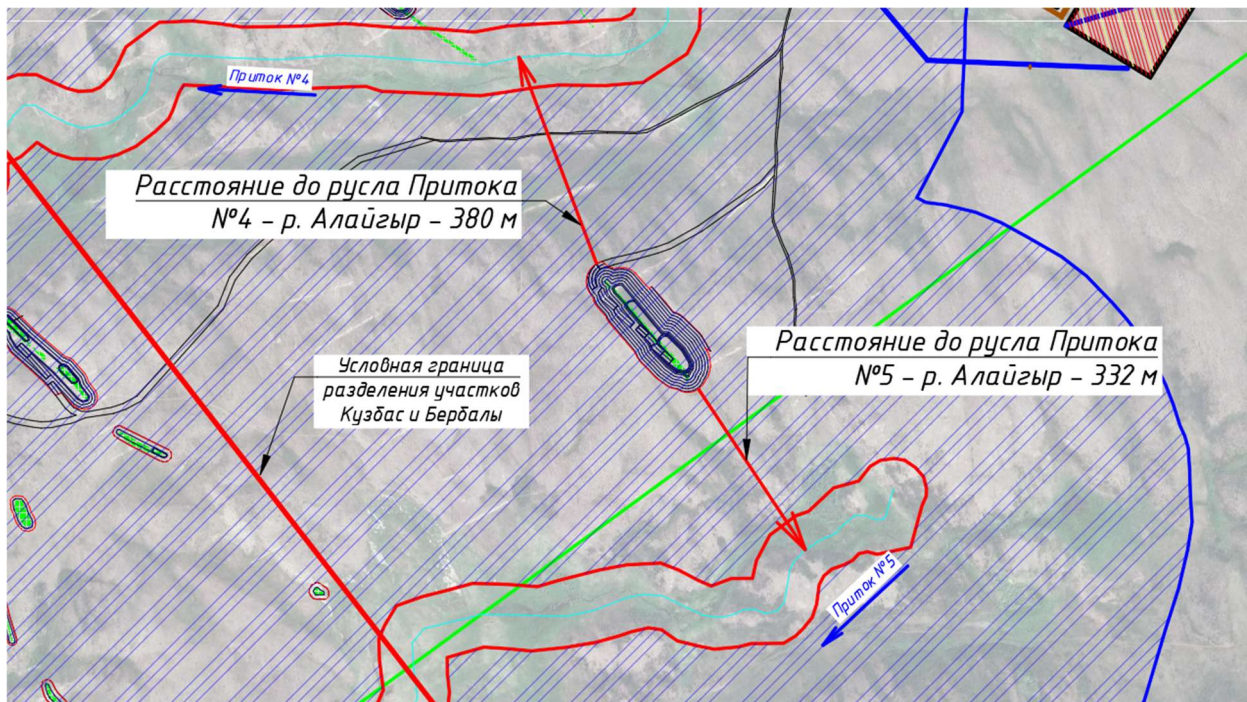 Приток №4
Расстояние до русла Притока
№4 - р. Алайгыр - 380 м
Расстояние до русла Притока
№5 - р. Алайгыр - 332 м
Условная граница
разделения участков
Кузбас и Бербалы
Приток №5